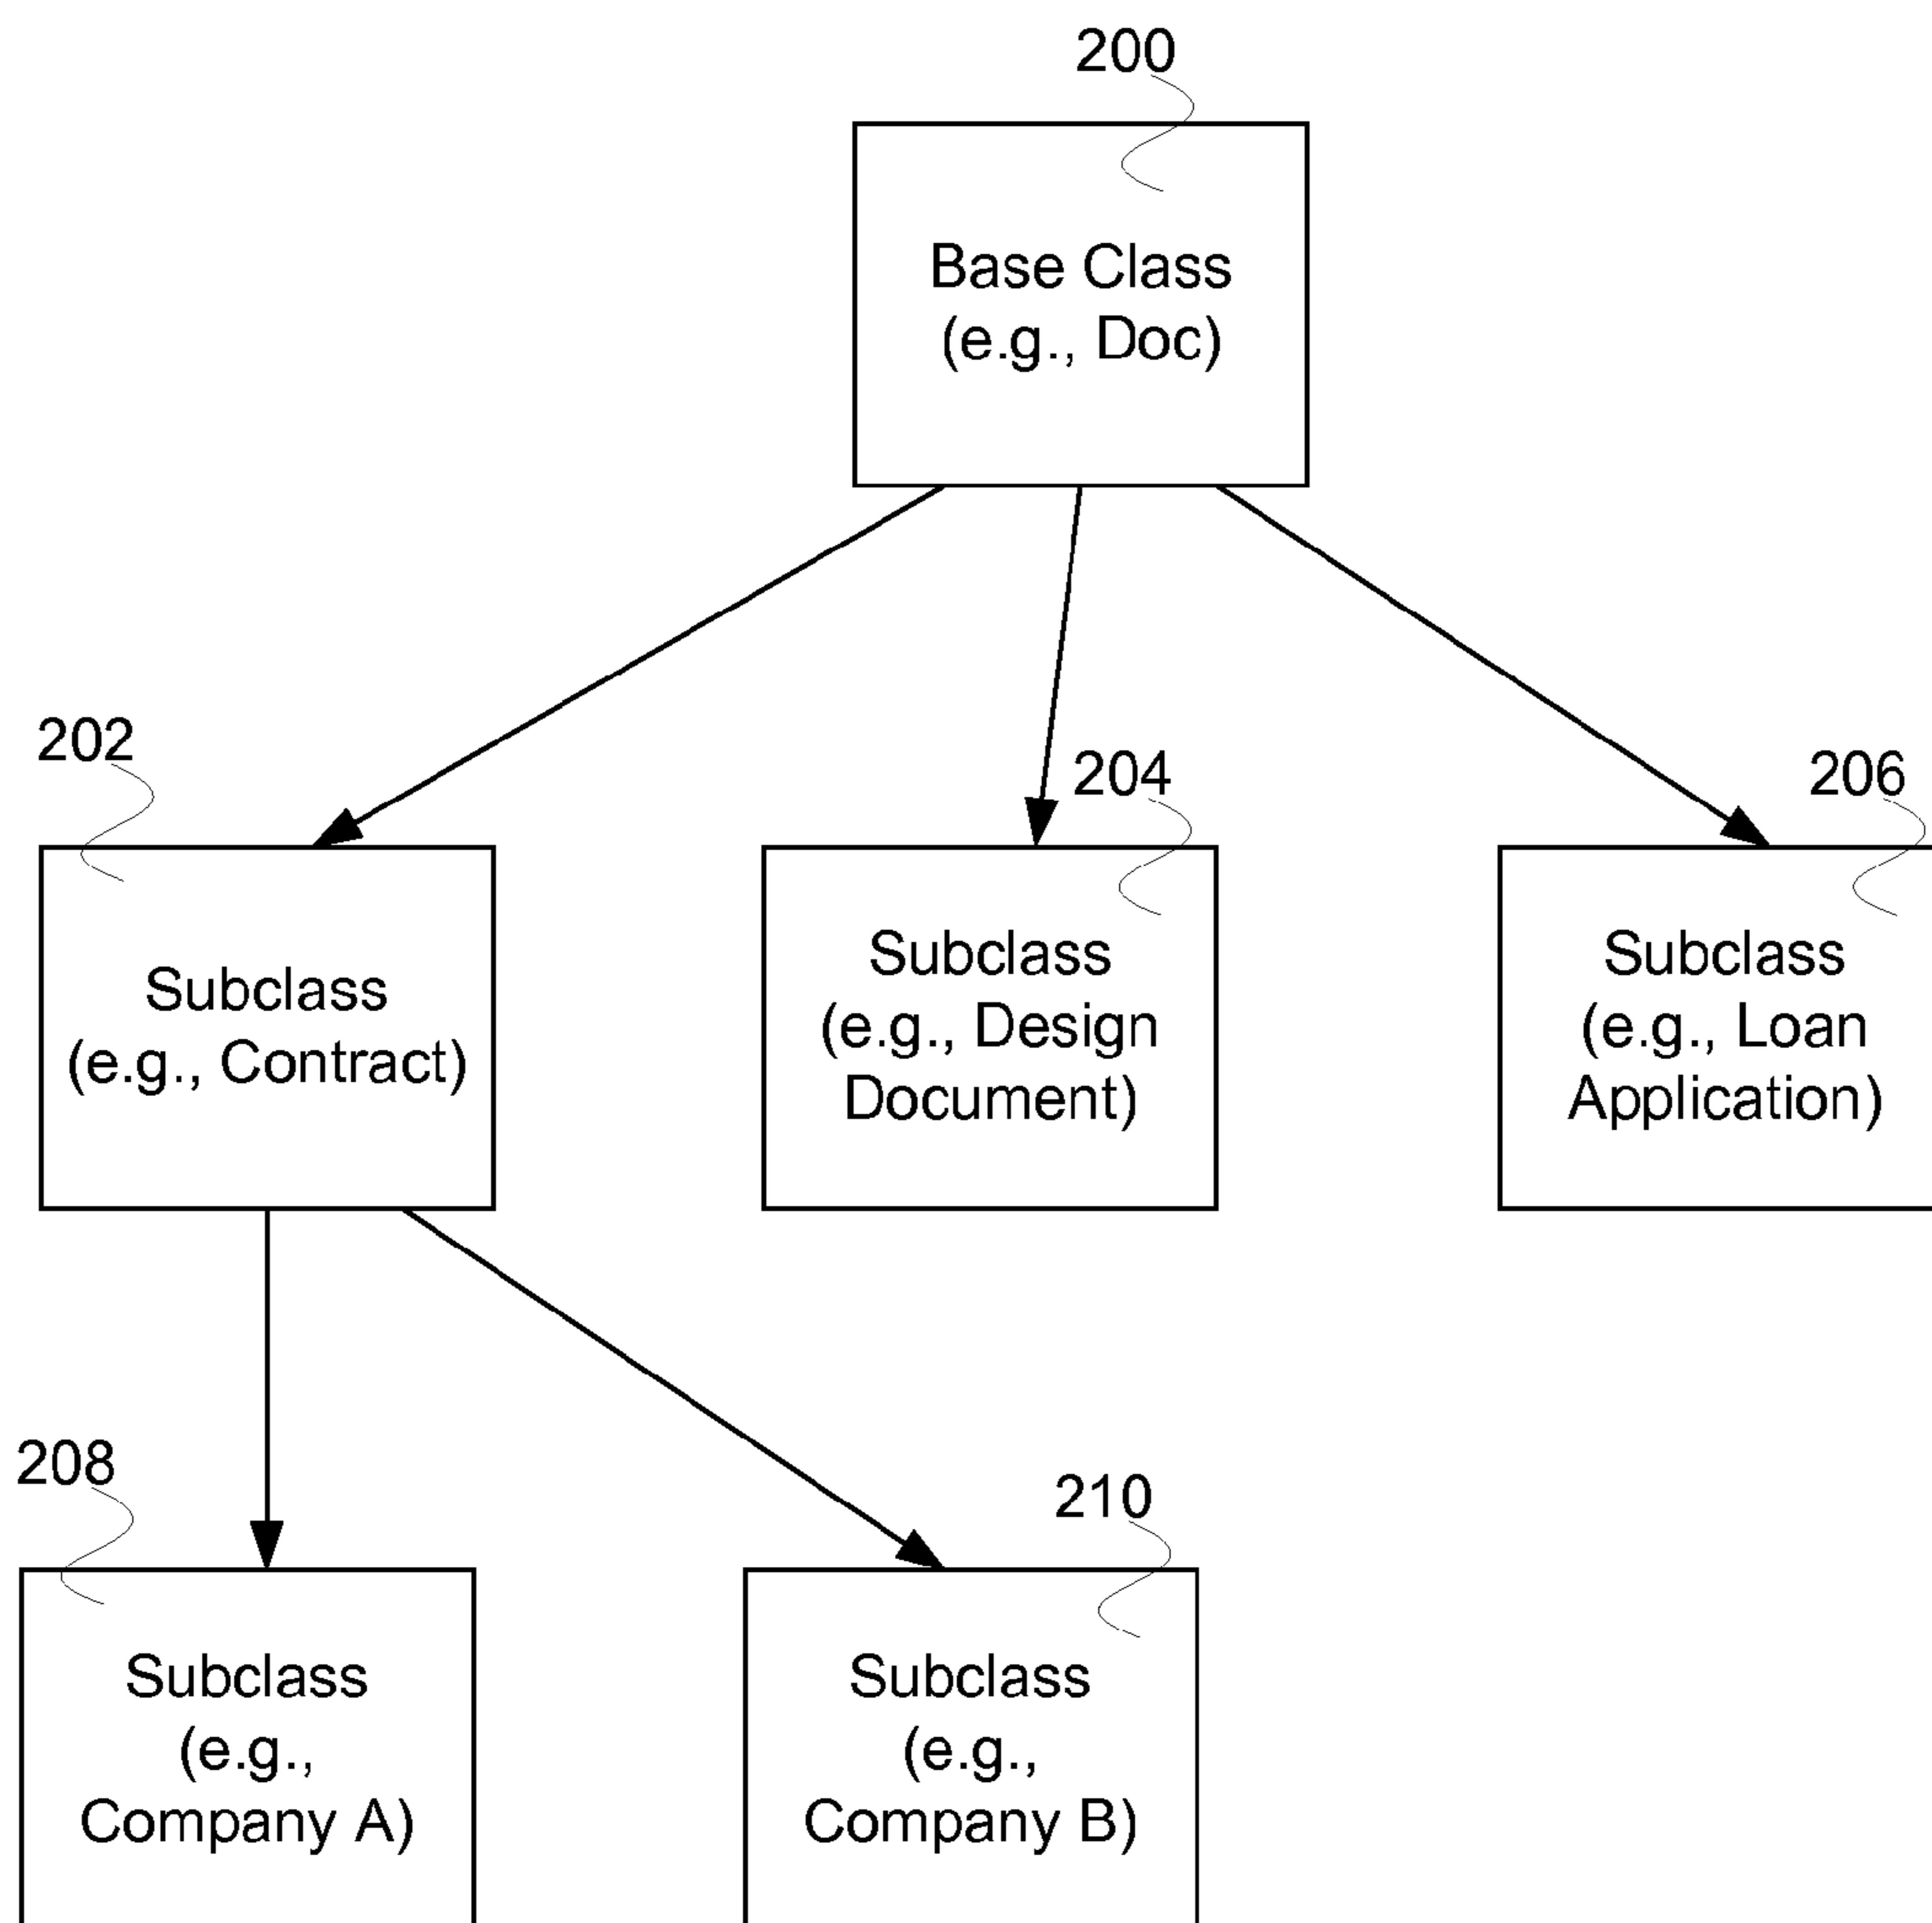 200
Base Class
(e.g., Doc)
202
204
206
Subclass
(e.g., Contract)
Subclass
(e.g., Design
Document)
Subclass
(e.g., Loan
Application)
208
210
Subclass
(e.g.,
Company A)
Subclass
(e.g.,
Company B)